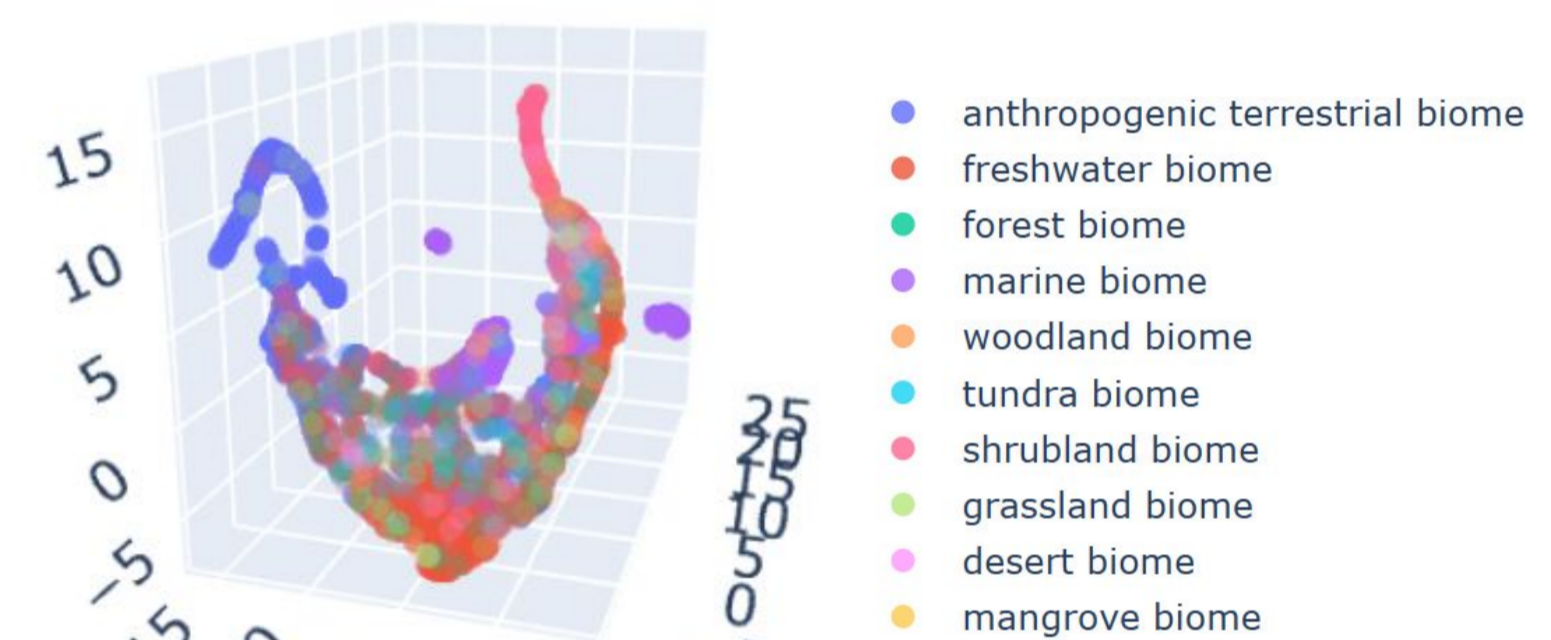 15
10
5
0
−5
15
25
20
15
10
5
0
anthropogenic terrestrial biome
freshwater biome
forest biome
marine biome
woodland biome
tundra biome
shrubland biome
grassland biome
desert biome
mangrove biome